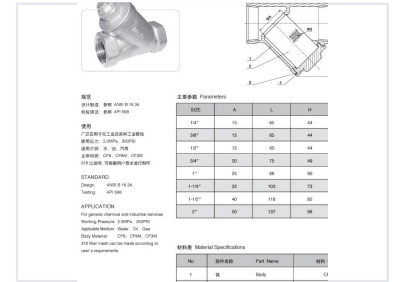 规范
设计制造: 参照 ANSI B 16.34
检验测试: 参照 API 598
使用
广泛应用于化工业及各种工业管线
使用压力: 2.0MPa、300PSI
适用介质: 水、油、汽等
主体材质: CF8、CF8M、CF3M
316 过滤网, 可根据用户要求进行制作
STANDARD
Design: ANSI B 16.34
Testing: API 598
APPLICATION
For general chemical and industrial services
Working Pressure: 2.0MPa、300PSI
Applicable Medium: Water、Oil、Gas
Body Material: CF8、CF8M、CF3M
316 filter mesh can be made according to
user's requirements
1
2
3
4
主要参数 Parameters
SIZE A L H
1/4" 15 65 44
3/8" 15 65 44
1/2" 15 65 44
3/4" 20 75 49
1" 25 90 60
1-1/4" 32 103 73
1-1/2" 40 118 82
2" 50 137 98
材料表 Material Specifications
No 部件名称 Part Name 材料
1 体 Body